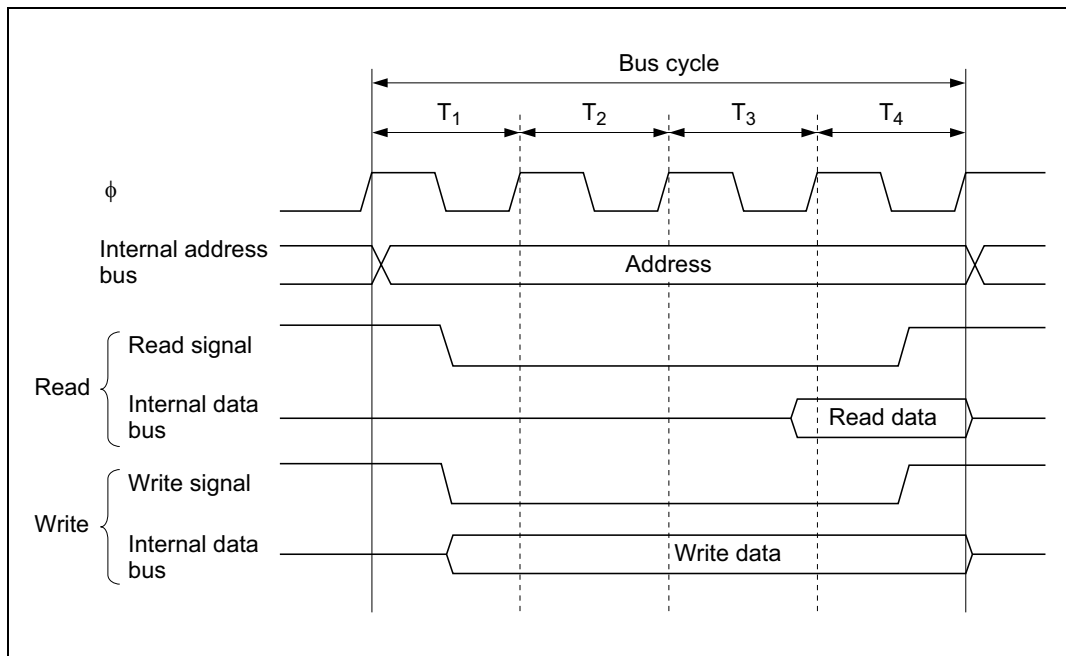 Bus cycle
T₁ T₂ T₃ T₄
ϕ
Internal address
bus
Address
Read signal
Read
Internal data
bus
Read data
Write signal
Write
Internal data
bus
Write data